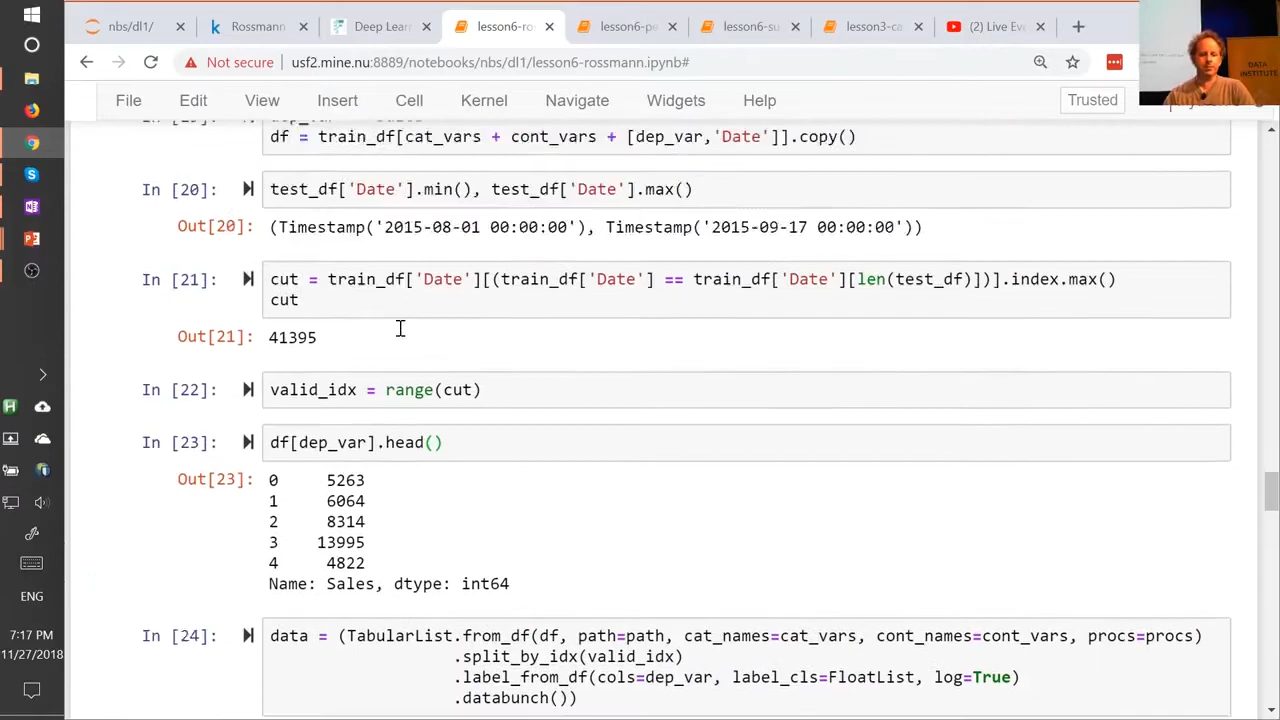 nbs/dl1/
Rossmann
Deep Learn
lesson6-ros
lesson6-pe
lesson6-su
lesson3-ca
(2) Live Eve
Not secure
usf2.mine.nu:8889/notebooks/nbs/dl1/lesson6-rossmann.ipynb#
DATA
INSTITUTE
File Edit View Insert Cell Kernel Navigate Widgets Help
Trusted
df = train_df[cat_vars + cont_vars + [dep_var,'Date']].copy()
In [20]: test_df['Date'].min(), test_df['Date'].max()
Out[20]: (Timestamp('2015-08-01 00:00:00'), Timestamp('2015-09-17 00:00:00'))
In [21]: cut = train_df['Date'][(train_df['Date'] == train_df['Date'][len(test_df)])].index.max()
cut
Out[21]: 41395
In [22]: valid_idx = range(cut)
In [23]: df[dep_var].head()
Out[23]: 0 5263
1 6064
2 8314
3 13995
4 4822
Name: Sales, dtype: int64
In [24]: data = (TabularList.from_df(df, path=path, cat_names=cat_vars, cont_names=cont_vars, procs=procs)
.split_by_idx(valid_idx)
.label_from_df(cols=dep_var, label_cls=FloatList, log=True)
.databunch())
ENG
7:17 PM
11/27/2018